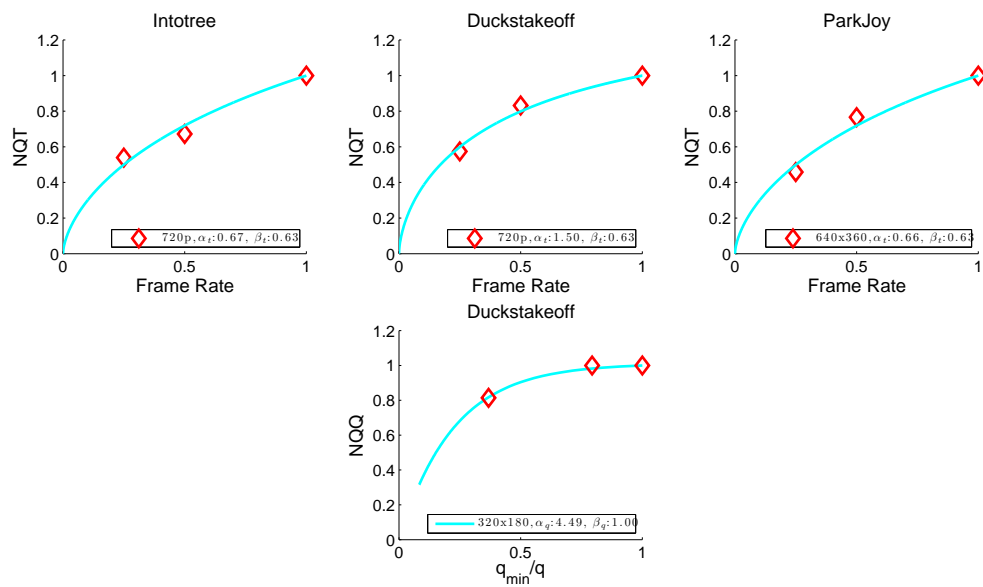 Intotree
Duckstakeoff
ParkJoy
NQT
1.2
1
0.8
0.6
0.4
0.2
0
0
0.5
1
720p,αt:0.67, βt:0.63
Frame Rate
NQT
1.2
1
0.8
0.6
0.4
0.2
0
0
0.5
1
720p,αt:1.50, βt:0.63
Frame Rate
NQT
1.2
1
0.8
0.6
0.4
0.2
0
0
0.5
1
640x360,αt:0.66, βt:0.63
Frame Rate
Duckstakeoff
NQQ
1.2
1
0.8
0.6
0.4
0.2
0
0
0.5
1
320x180,αq:4.49, βq:1.00
qmin/q